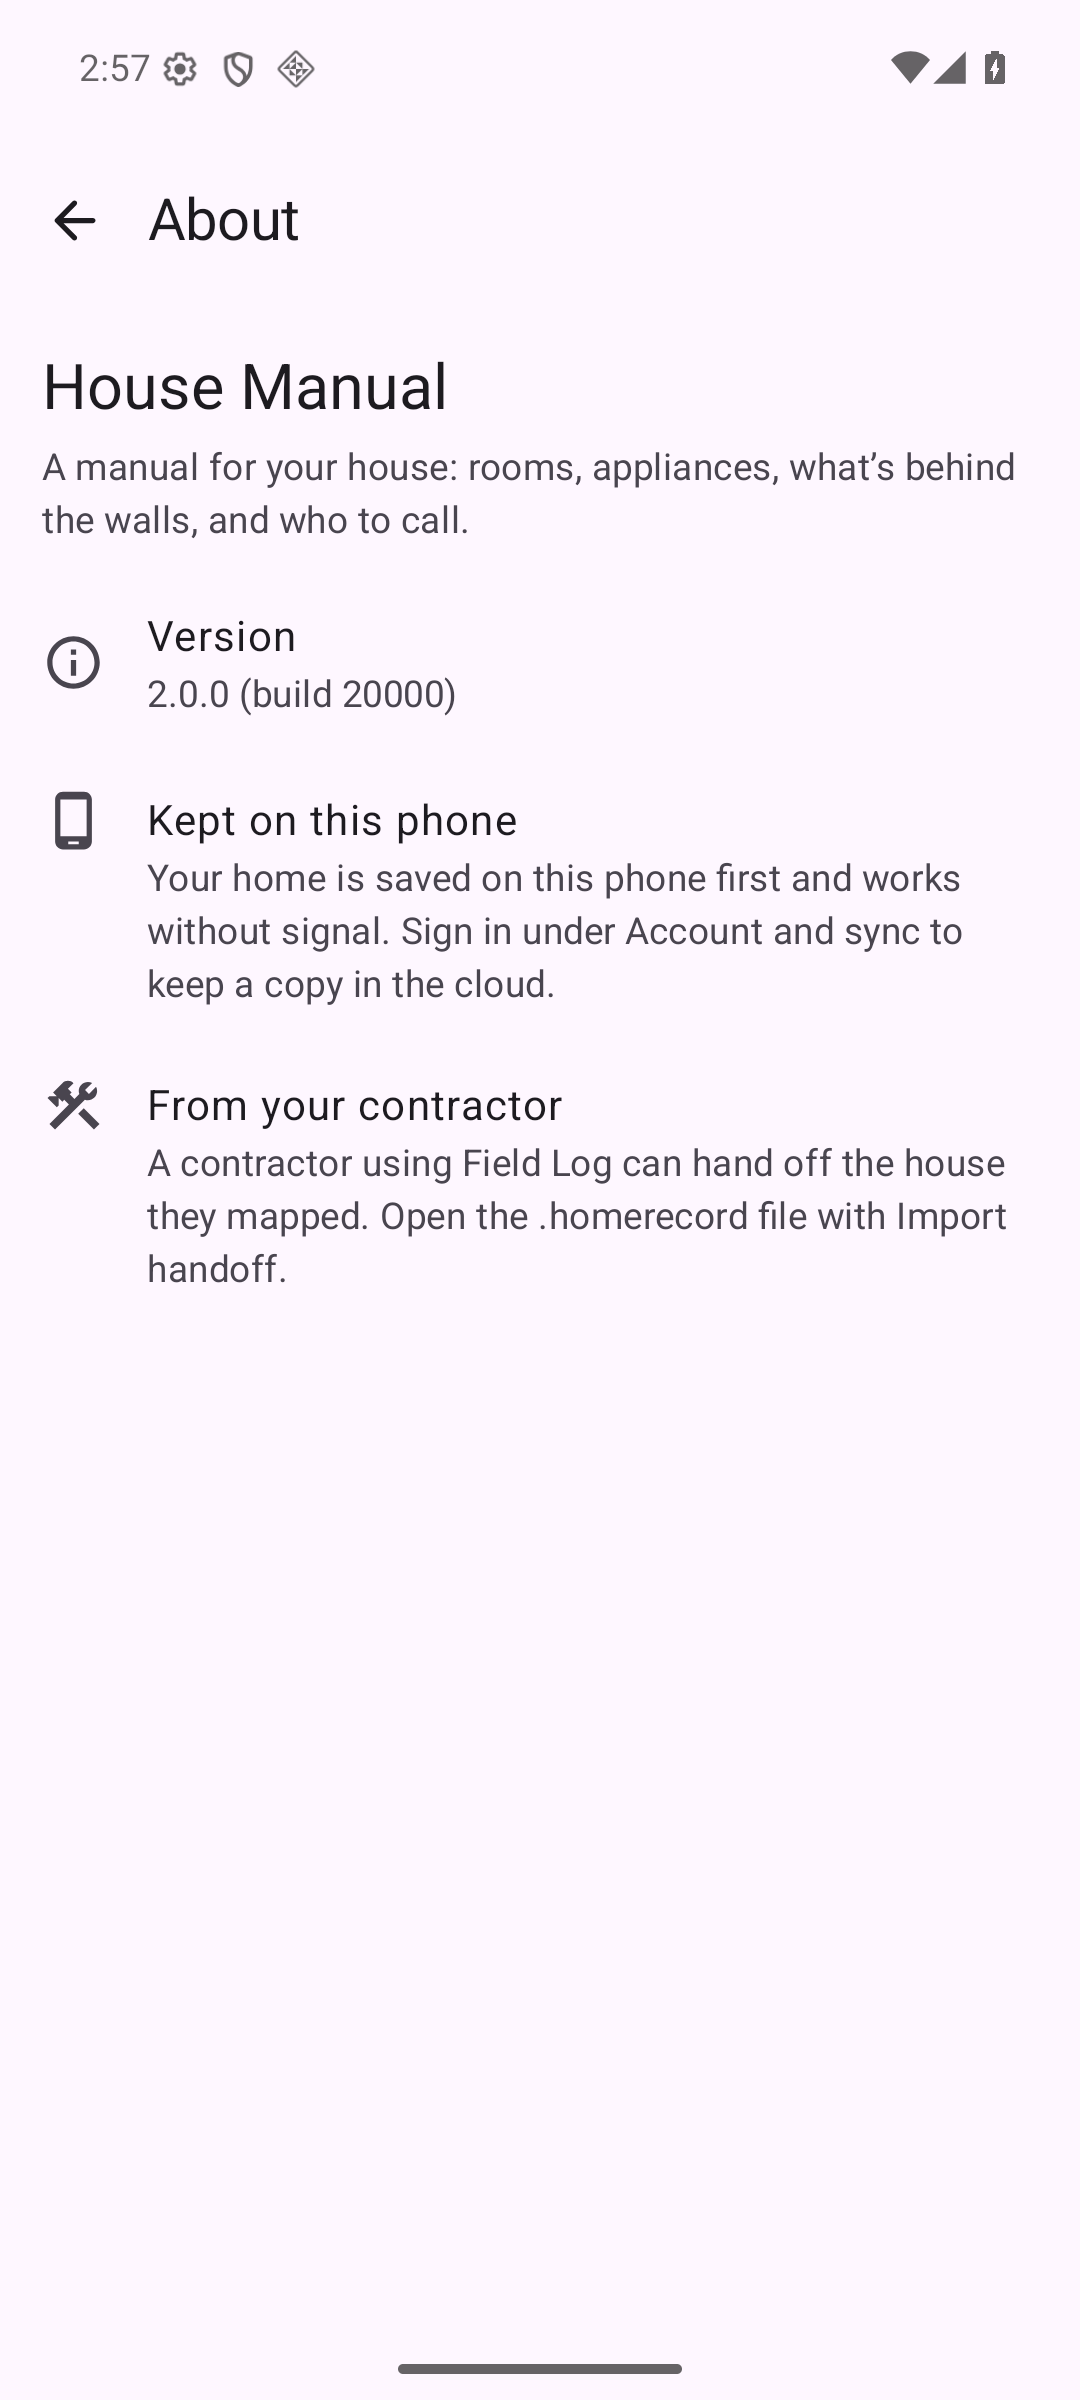 2:57
About
House Manual
A manual for your house: rooms, appliances, what’s behind
the walls, and who to call.
Version
2.0.0 (build 20000)
Kept on this phone
Your home is saved on this phone first and works
without signal. Sign in under Account and sync to
keep a copy in the cloud.
From your contractor
A contractor using Field Log can hand off the house
they mapped. Open the .homerecord file with Import
handoff.